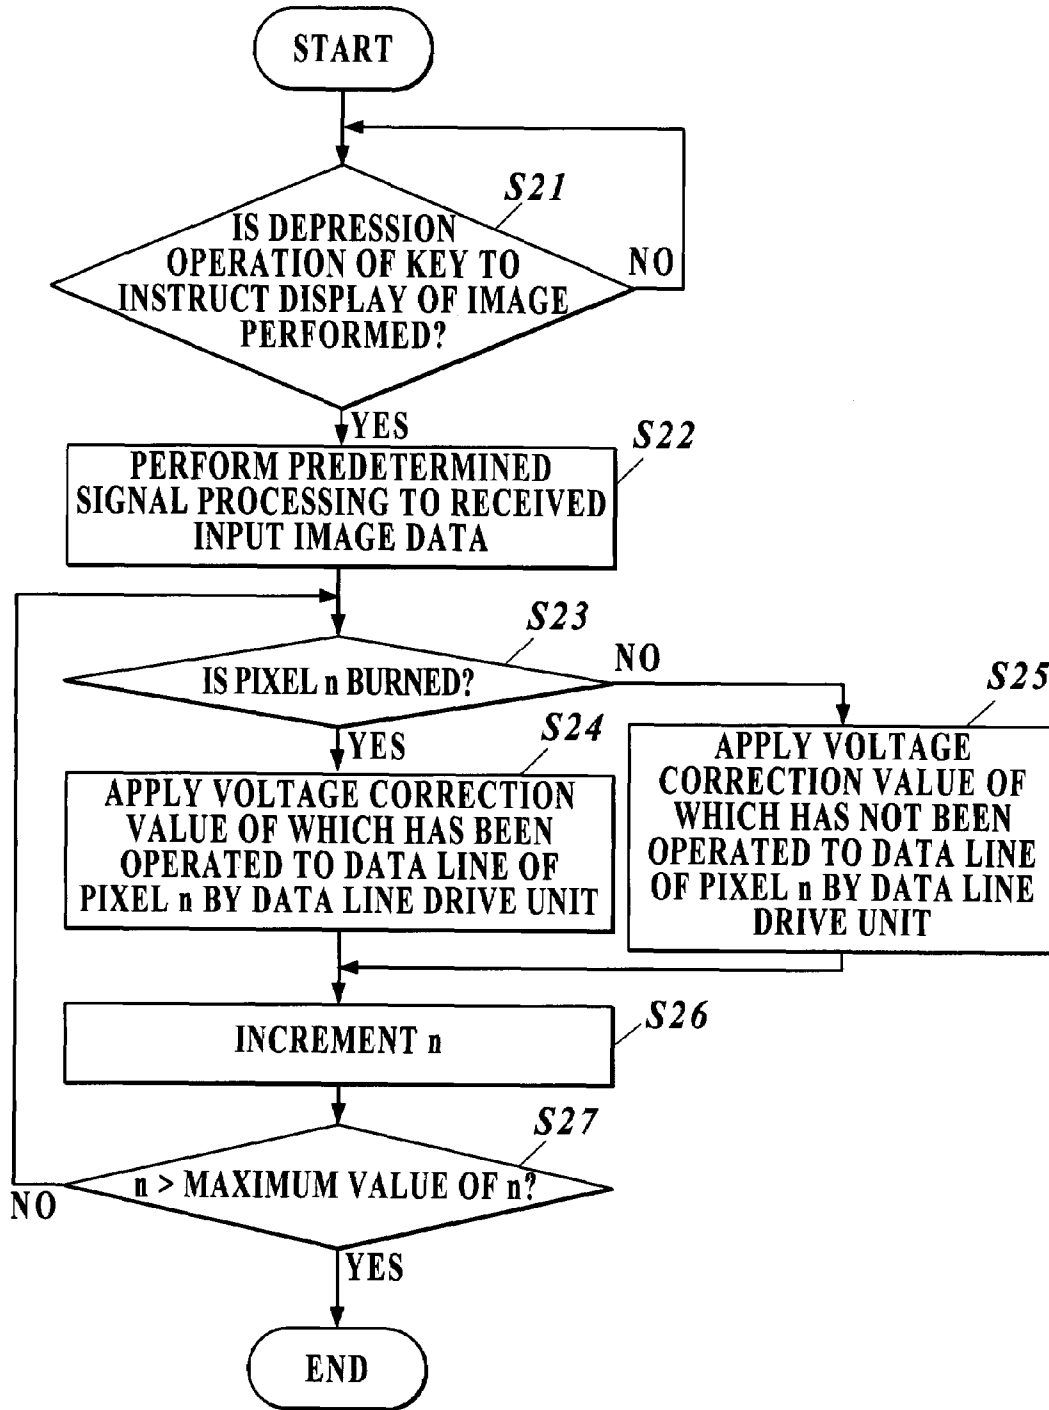 START
S21
IS DEPRESSION
OPERATION OF KEY TO
INSTRUCT DISPLAY OF IMAGE
PERFORMED?
NO
YES
S22
PERFORM PREDETERMINED
SIGNAL PROCESSING TO RECEIVED
INPUT IMAGE DATA
S23
IS PIXEL n BURNED?
NO
YES
S24
APPLY VOLTAGE CORRECTION
VALUE OF WHICH HAS BEEN
OPERATED TO DATA LINE OF
PIXEL n BY DATA LINE DRIVE UNIT
S25
APPLY VOLTAGE
CORRECTION VALUE OF
WHICH HAS NOT BEEN
OPERATED TO DATA LINE
OF PIXEL n BY DATA LINE
DRIVE UNIT
S26
INCREMENT n
S27
n > MAXIMUM VALUE OF n?
NO
YES
END